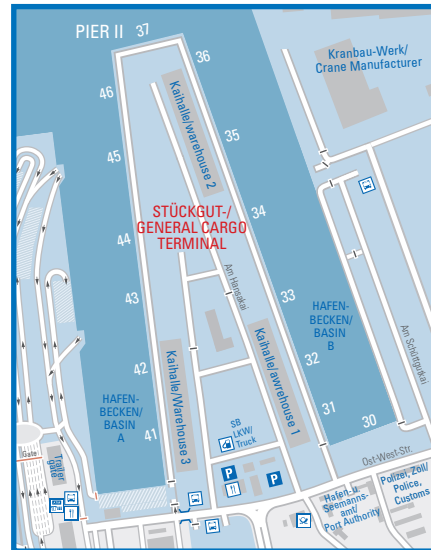 PIER II
37
36
46
Kranbau-Werk/
Crane Manufacturer
Kaihalle/warehouse 2
35
45
STÜCKGUT-/
GENERAL CARGO
TERMINAL
34
44
Am Hansakai
43
33
HAFEN-
BECKEN/
BASIN
B
Am Schüttgutkai
42
32
Kaihalle/Warehouse 3
Kaihalle/awrehouse 1
HAFEN-
BECKEN/
BASIN
A
41
31
30
SB
LKW/
Truck
Ost-West-Str.
Gate
Trailer
gate
P
P
Hafen-u.
Seemanns-
amt/
Port Authority
Polizei, Zoll/
Police,
Customs